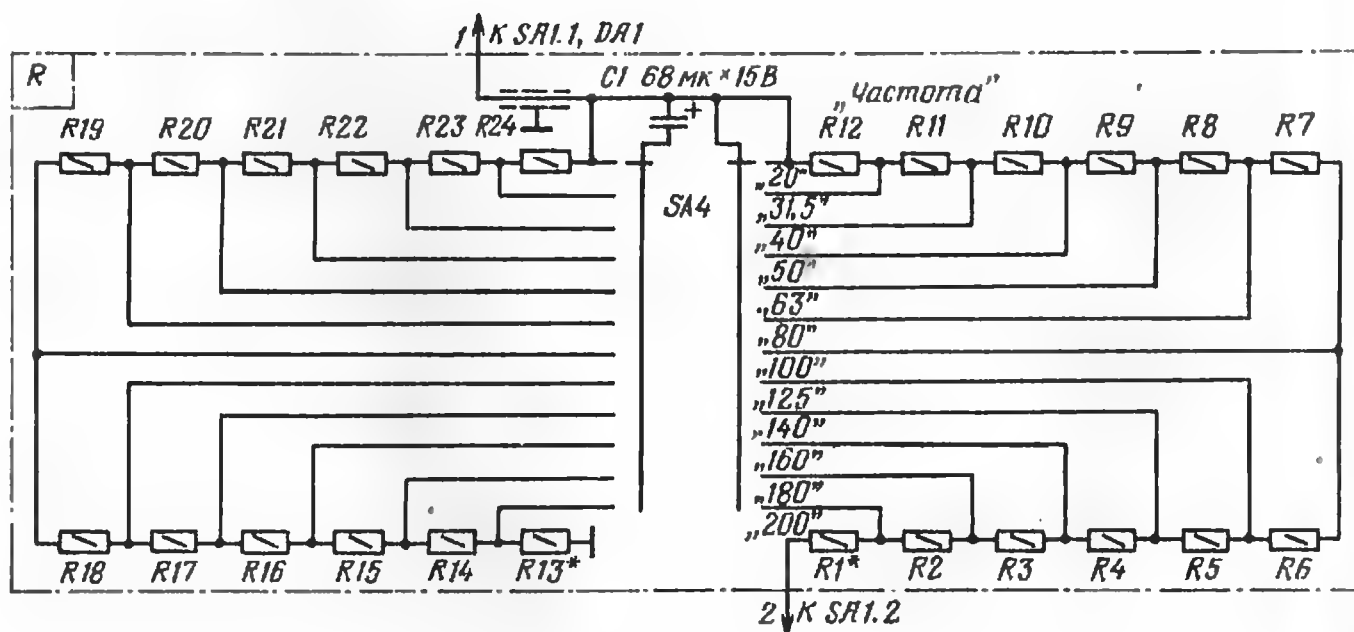 1 К SA1.1, DA1
R
C1 68 мк × 15 В
„Частота"
R19 R20 R21 R22 R23 R24
R12 R11 R10 R9 R8 R7
+
SA4
„20"
„31,5"
„40"
„50"
„63"
„80"
„100"
„125"
„140"
„160"
„180"
„200"
R18 R17 R16 R15 R14 R13*
R1* R2 R3 R4 R5 R6
2 К SA1.2